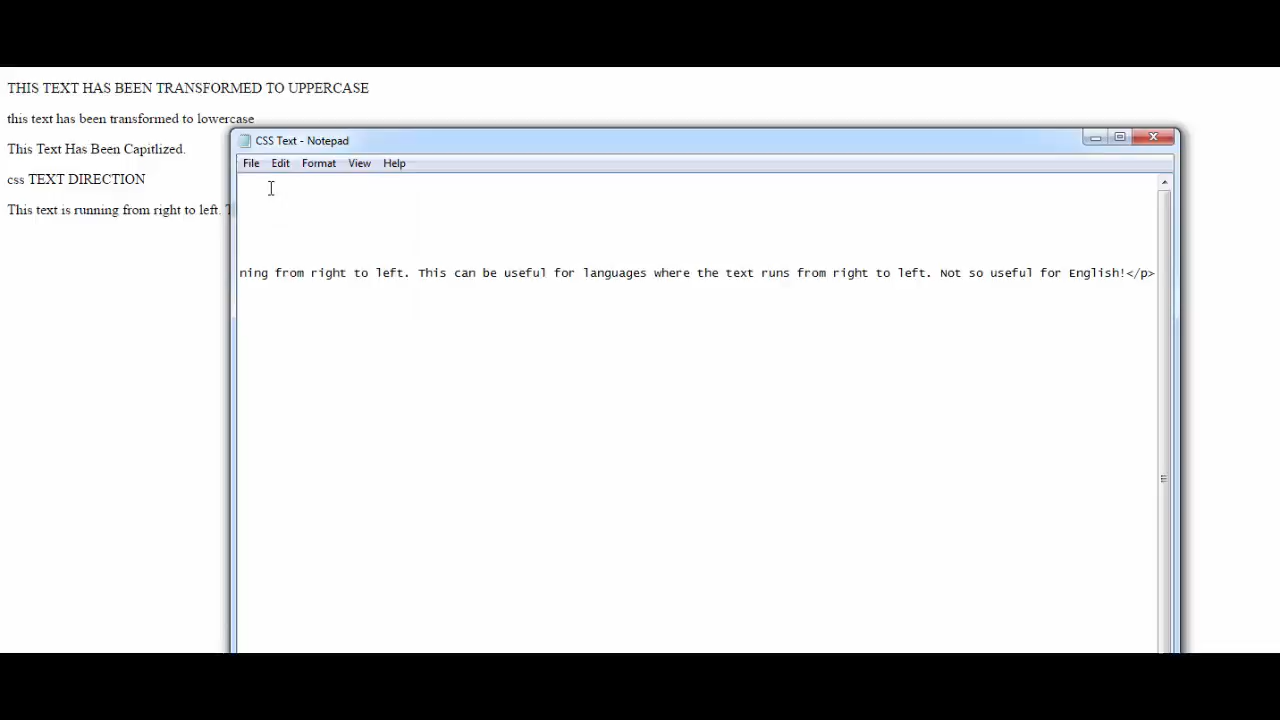 THIS TEXT HAS BEEN TRANSFORMED TO UPPERCASE
this text has been transformed to lowercase
This Text Has Been Capitlized.
css TEXT DIRECTION
This text is running from right to left. T
CSS Text - Notepad
File Edit Format View Help
ning from right to left. This can be useful for languages where the text runs from right to left. Not so useful for English!</p>